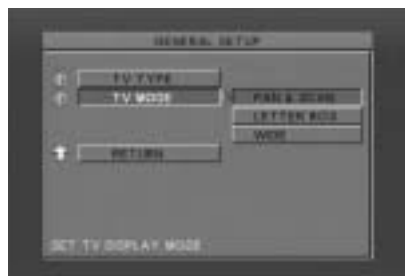 GENERAL SETUP
TV TYPE
TV MODE
PAN & SCAN
LETTER BOX
WIDE
RETURN
SET TV DISPLAY MODE